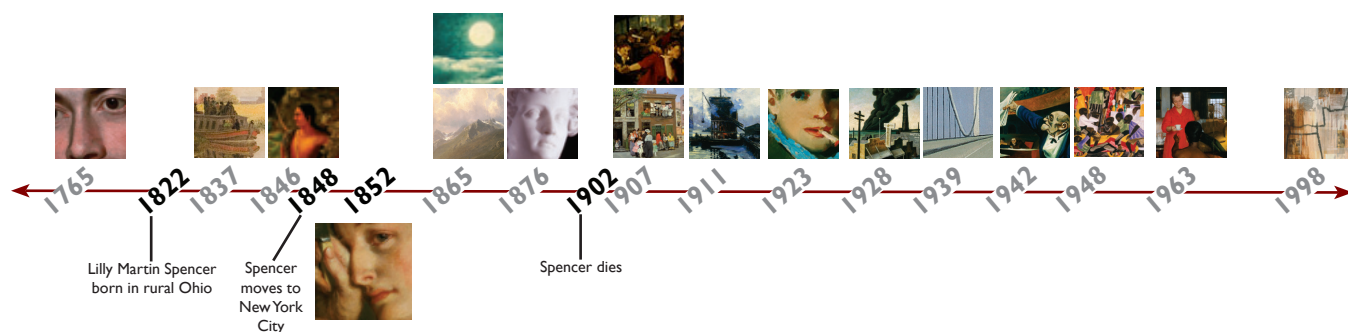 1765
1822
1837
1846
1848
1852
1865
1876
1902
1907
1911
1923
1928
1939
1942
1948
1963
1998
Lilly Martin Spencer
born in rural Ohio
Spencer
moves to
New York
City
Spencer dies